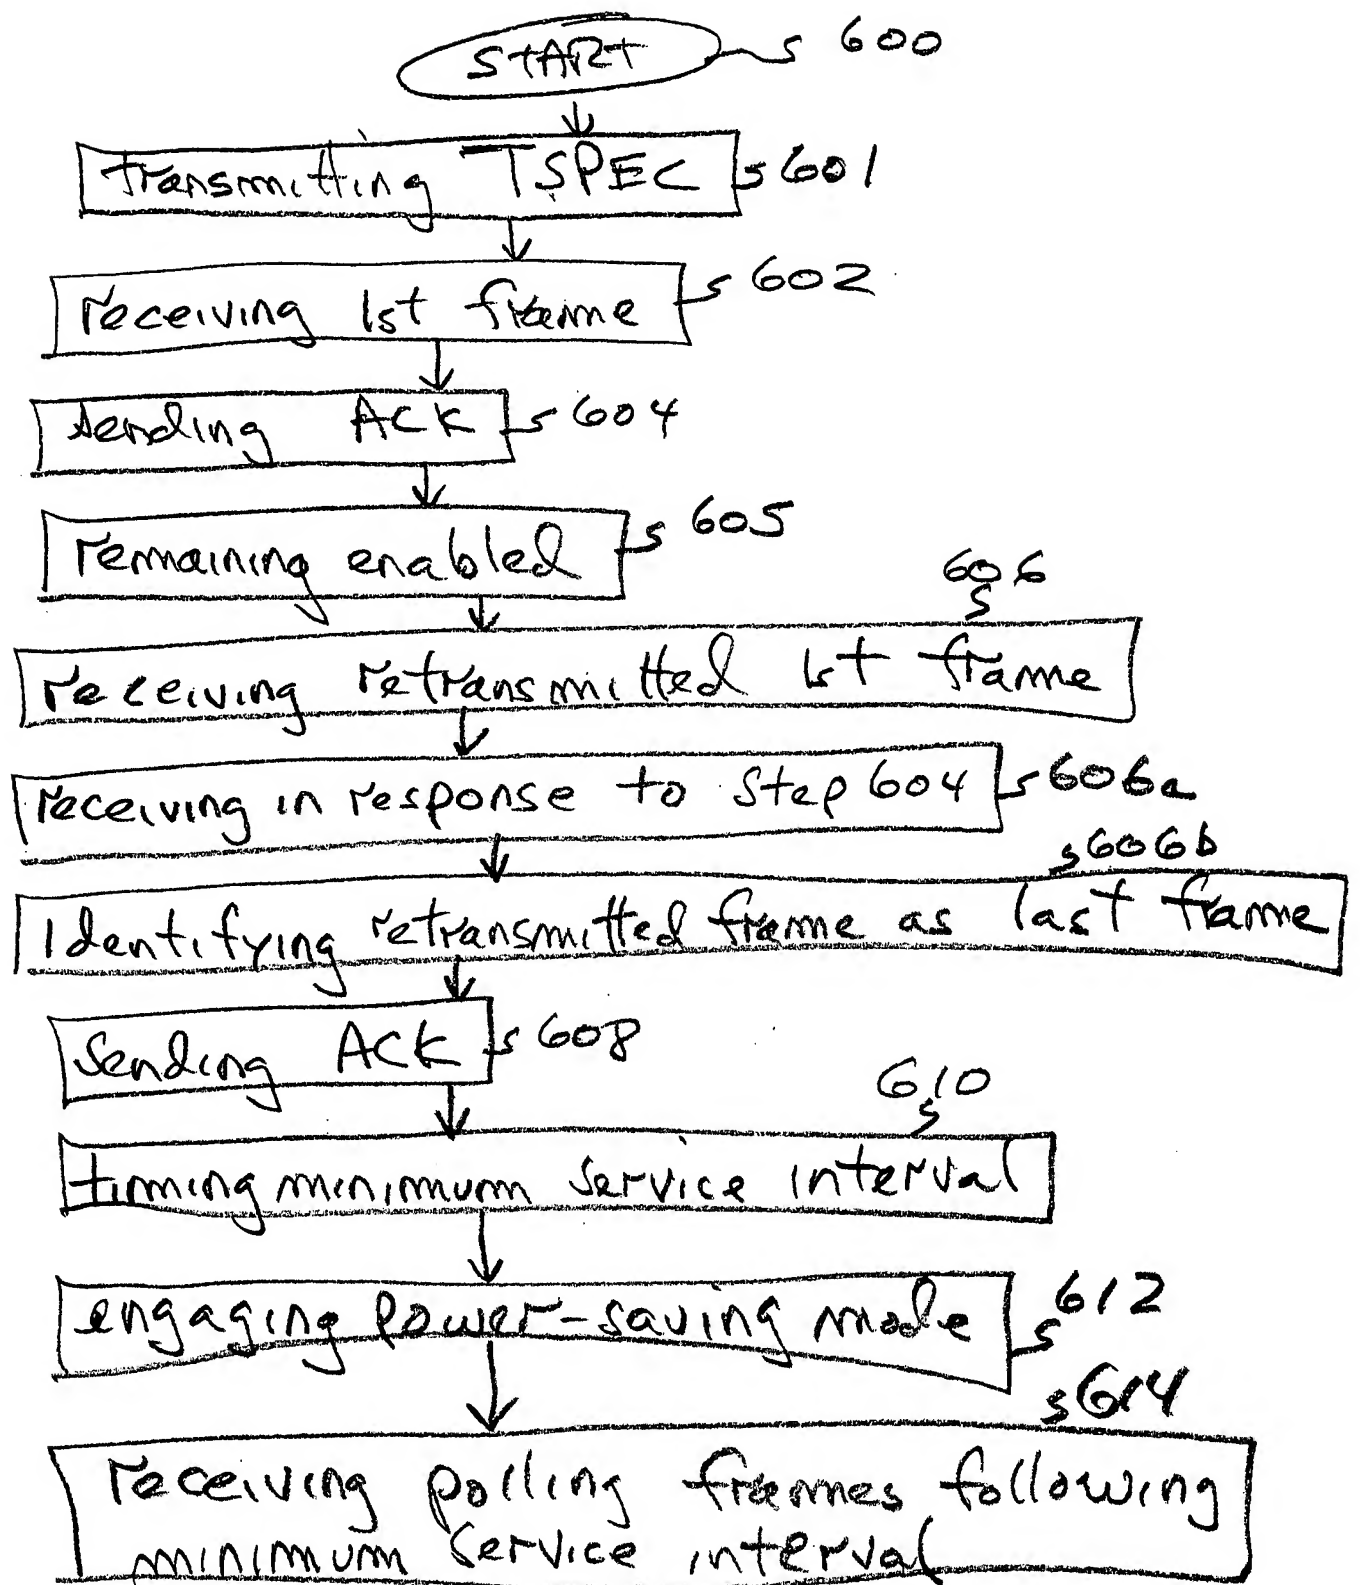 START 600
transmitting TSPEC 601
receiving 1st frame 602
sending ACK 604
remaining enabled 605
606
receiving retransmitted 1st frame
receiving in response to Step 604 606a
606b
Identifying retransmitted frame as last frame
Sending ACK 608
610
timing minimum service interval
engaging power-saving mode 612
614
receiving polling frames following
minimum service interval